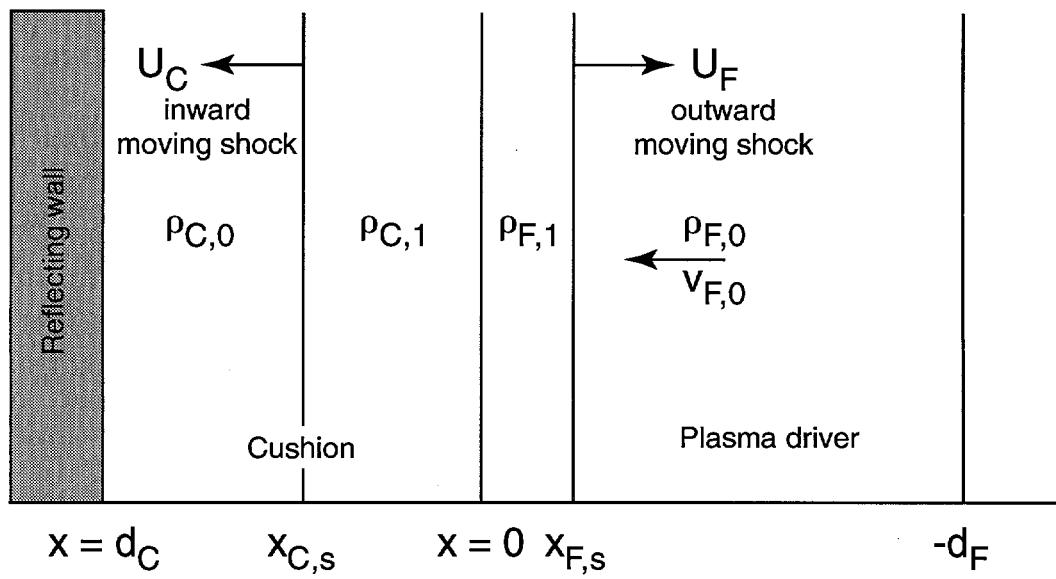 U_C
inward
moving shock
U_F
outward
moving shock
Reflecting wall
ρ_C,0
ρ_C,1
ρ_F,1
ρ_F,0
v_F,0
Cushion
Plasma driver
x = d_C
x_C,s
x = 0
x_F,s
-d_F